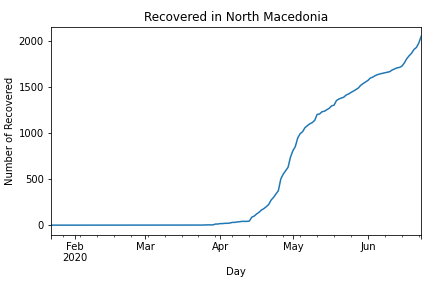 Recovered in North Macedonia
Number of Recovered
2000
1500
1000
500
0
Feb
2020
Mar
Apr
May
Jun
Day